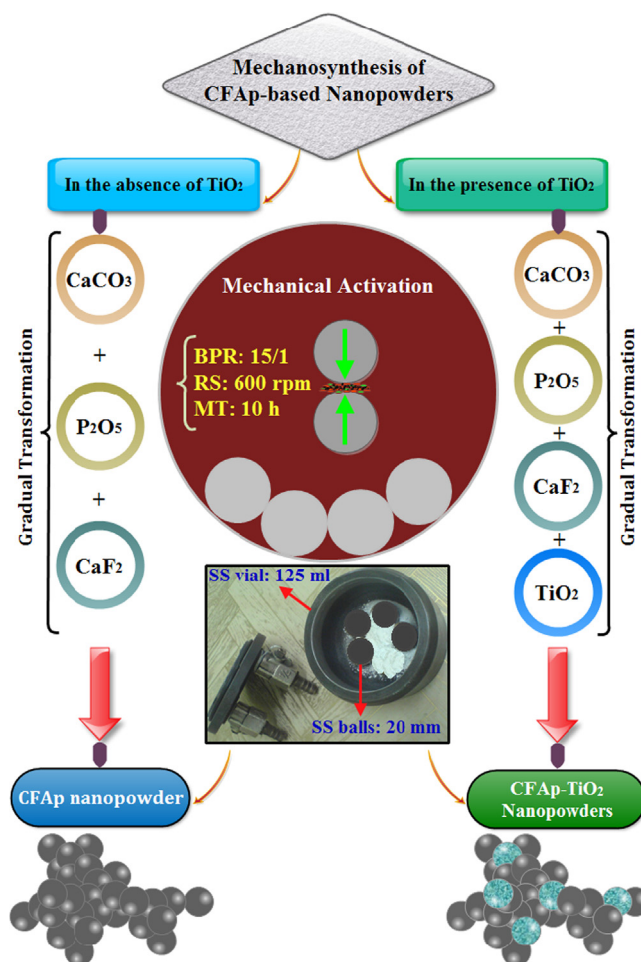 Mechanosynthesis of
CFAp-based Nanopowders
In the absence of TiO₂
In the presence of TiO₂
Gradual Transformation
CaCO₃
+
P₂O₅
+
CaF₂
Mechanical Activation
BPR: 15/1
RS: 600 rpm
MT: 10 h
CaCO₃
+
P₂O₅
+
CaF₂
+
TiO₂
Gradual Transformation
SS vial: 125 ml
SS balls: 20 mm
CFAp nanopowder
CFAp-TiO₂
Nanopowders